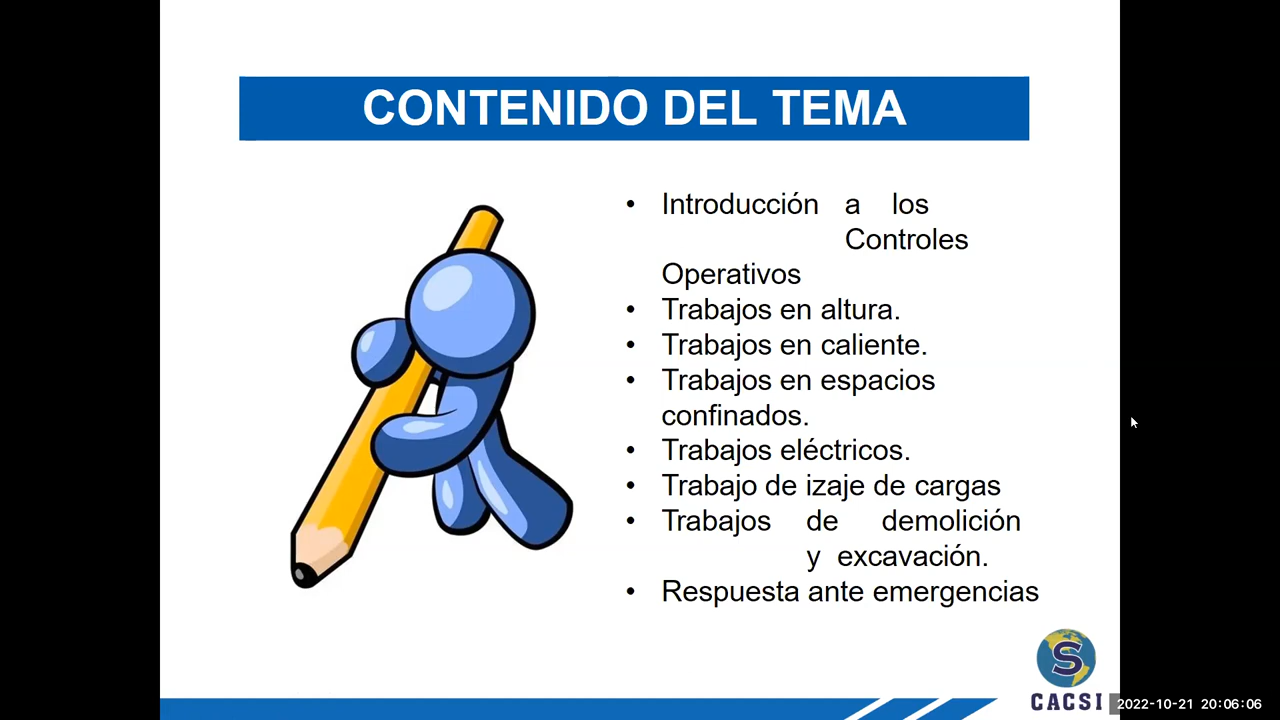 CONTENIDO DEL TEMA
• Introducción a los
Controles
Operativos
• Trabajos en altura.
• Trabajos en caliente.
• Trabajos en espacios
confinados.
• Trabajos eléctricos.
• Trabajo de izaje de cargas
• Trabajos de demolición
y excavación.
• Respuesta ante emergencias
S
CACSI
2022-10-21 20:06:06